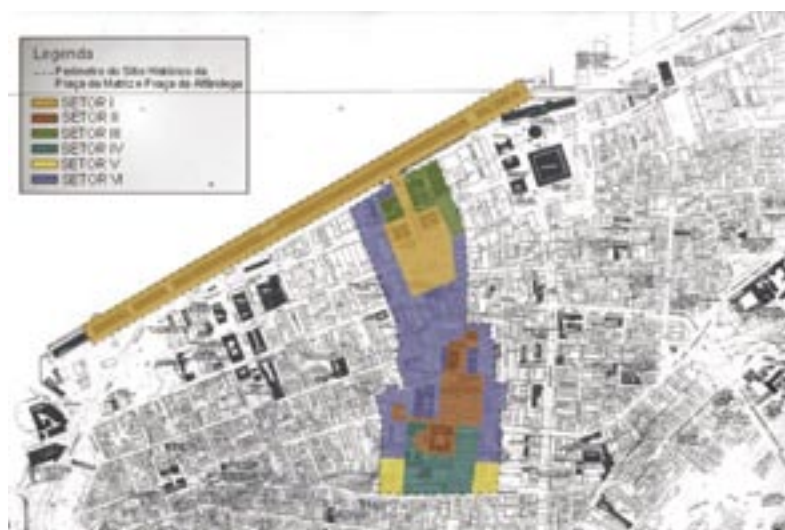 Legenda
Perímetro do Sítio Histórico da
Praça da Matriz e Praça da Alfândega
SETOR I
SETOR II
SETOR III
SETOR IV
SETOR V
SETOR VI